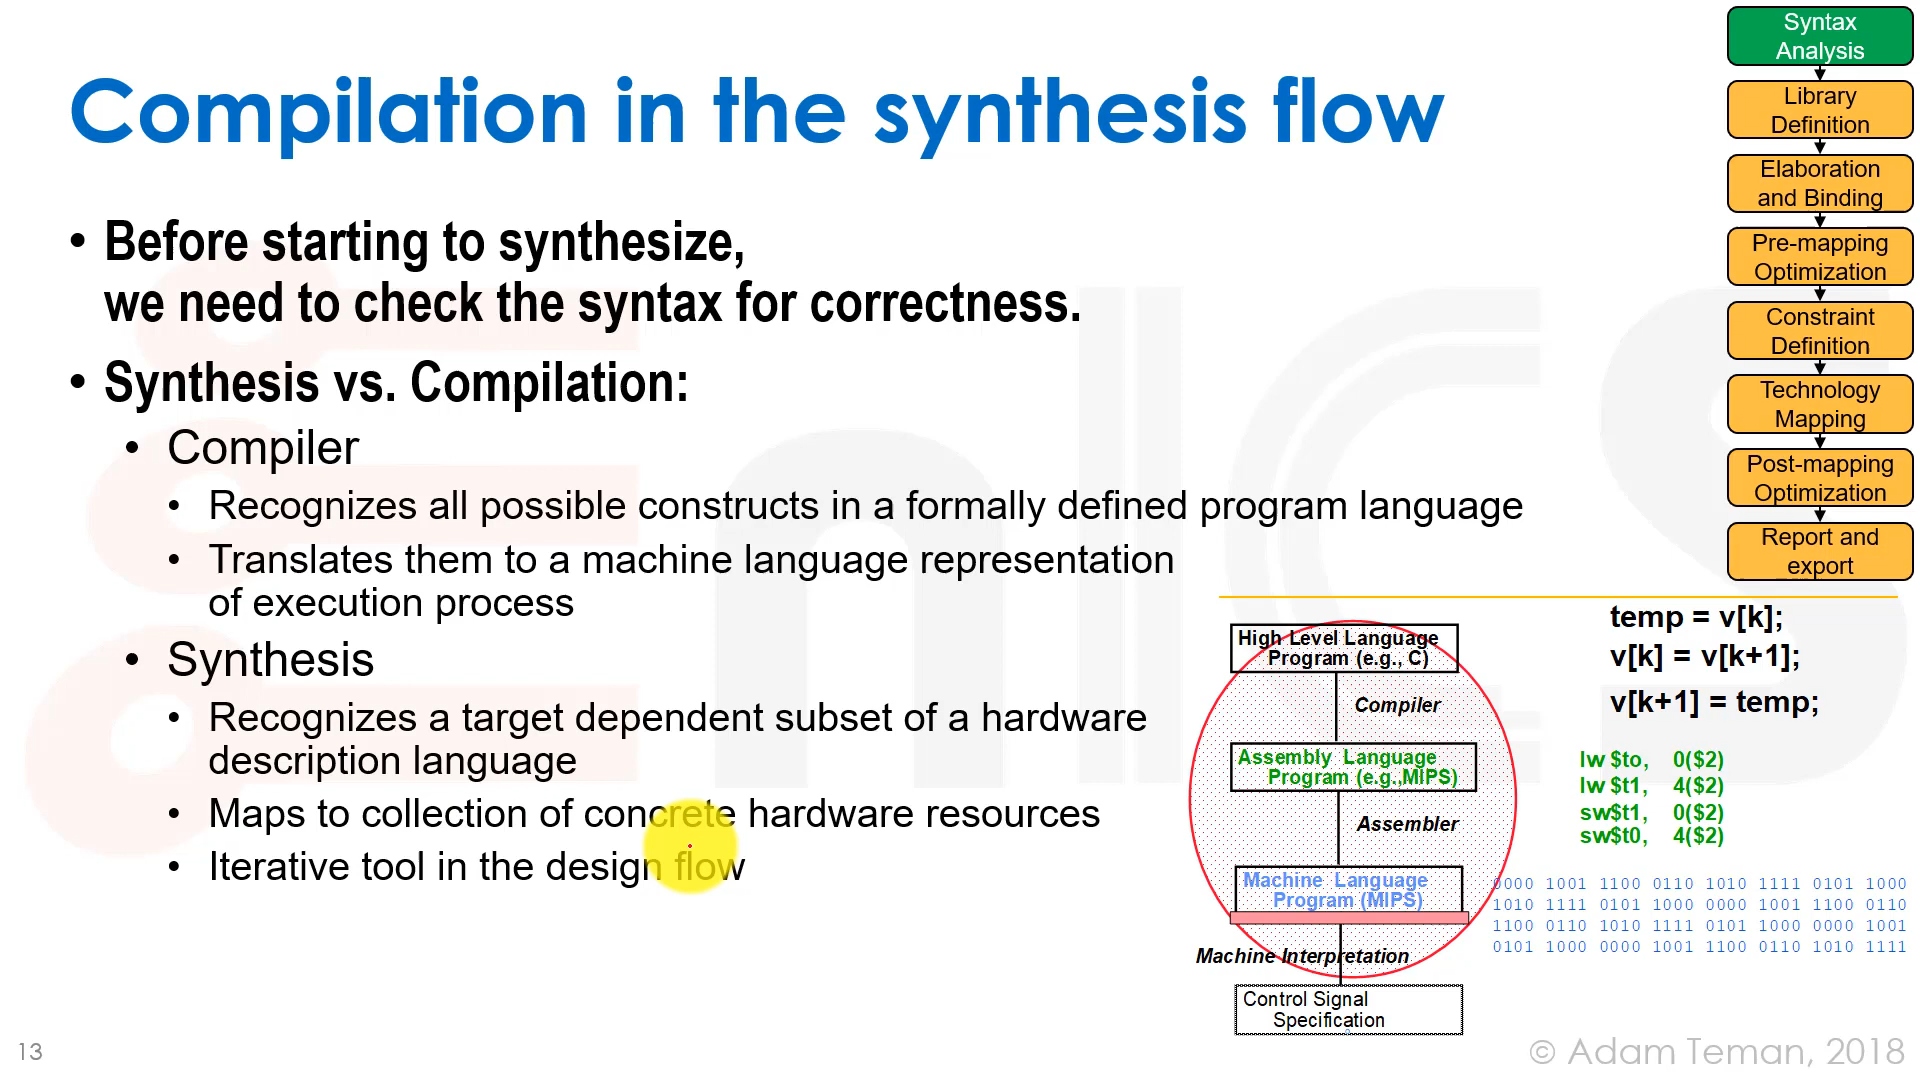 Compilation in the synthesis flow
• Before starting to synthesize,
we need to check the syntax for correctness.
• Synthesis vs. Compilation:
• Compiler
• Recognizes all possible constructs in a formally defined program language
• Translates them to a machine language representation
of execution process
• Synthesis
• Recognizes a target dependent subset of a hardware
description language
• Maps to collection of concrete hardware resources
• Iterative tool in the design flow
Syntax
Analysis
Library
Definition
Elaboration
and Binding
Pre-mapping
Optimization
Constraint
Definition
Technology
Mapping
Post-mapping
Optimization
Report and
export
High Level Language
Program (e.g., C)
Compiler
Assembly Language
Program (e.g.,MIPS)
Assembler
Machine Language
Program (MIPS)
Machine Interpretation
Control Signal
Specification
temp = v[k];
v[k] = v[k+1];
v[k+1] = temp;
lw $to, 0($2)
lw $t1, 4($2)
sw$t1, 0($2)
sw$t0, 4($2)
0000 1001 1100 0110 1010 1111 0101 1000
1010 1111 0101 1000 0000 1001 1100 0110
1100 0110 1010 1111 0101 1000 0000 1001
0101 1000 0000 1001 1100 0110 1010 1111
13
© Adam Teman, 2018